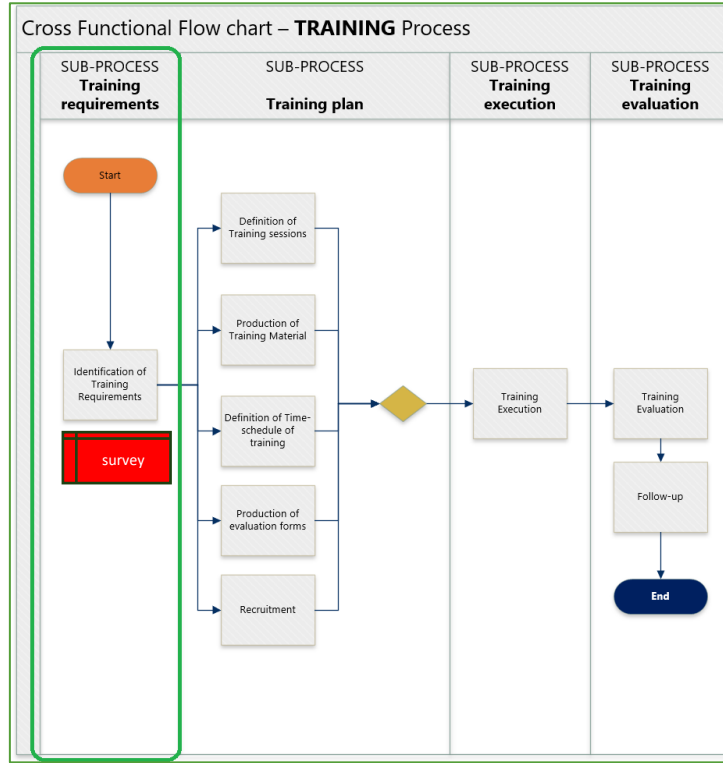 Cross Functional Flow chart – TRAINING Process
SUB-PROCESS
Training
requirements
SUB-PROCESS
Training plan
SUB-PROCESS
Training
execution
SUB-PROCESS
Training
evaluation
Start
Identification of
Training
Requirements
survey
Definition of
Training sessions
Production of
Training Material
Definition of Time-
schedule of
training
Production of
evaluation forms
Recruitment
Training
Execution
Training
Evaluation
Follow-up
End